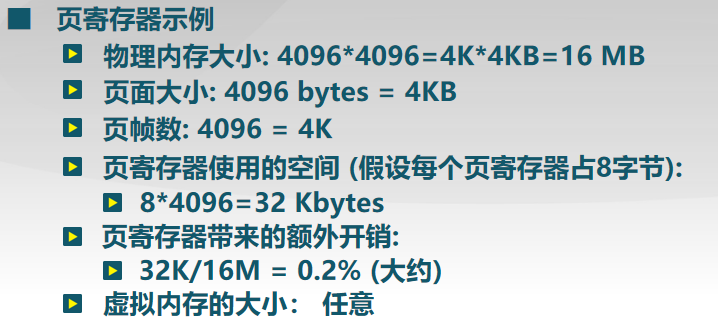 页寄存器示例
物理内存大小: 4096*4096=4K*4KB=16 MB
页面大小: 4096 bytes = 4KB
页帧数: 4096 = 4K
页寄存器使用的空间 (假设每个页寄存器占8字节):
8*4096=32 Kbytes
页寄存器带来的额外开销:
32K/16M = 0.2% (大约)
虚拟内存的大小： 任意